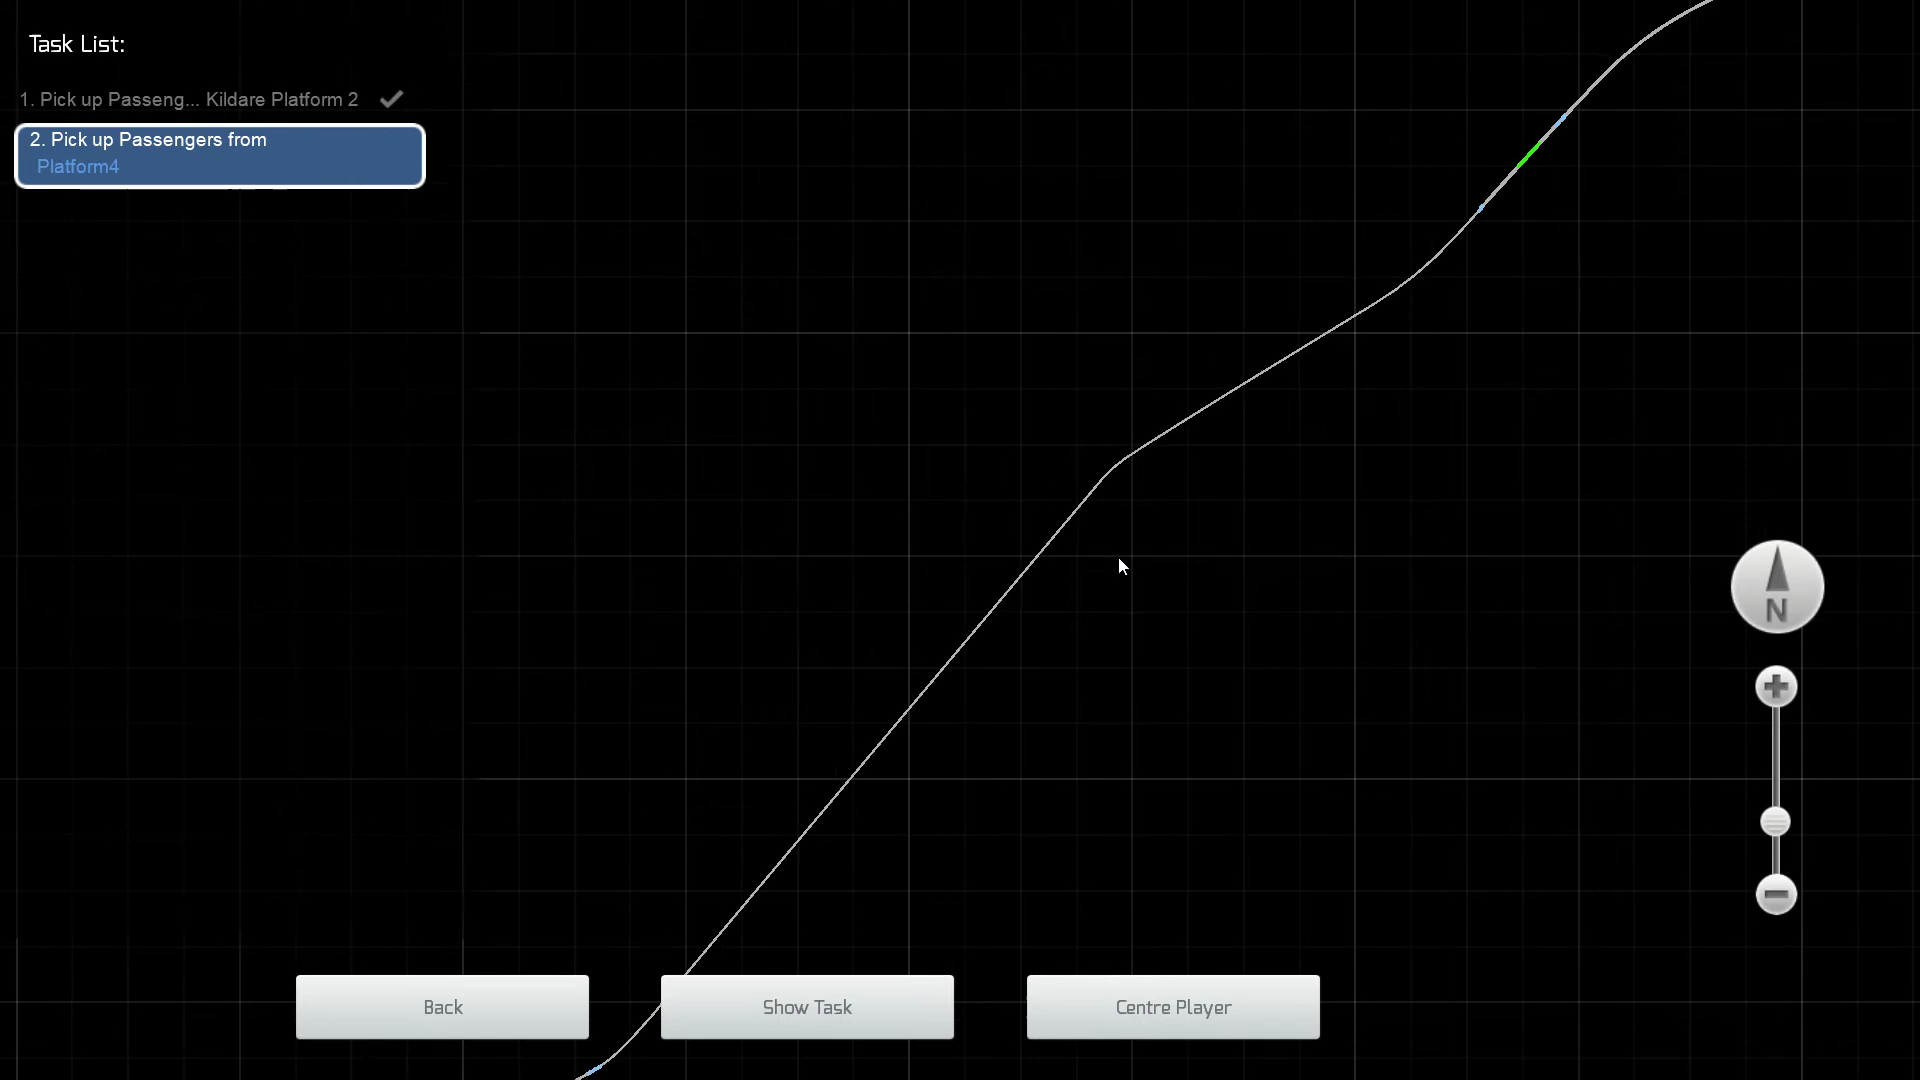 Task List:
1. Pick up Passeng... Kildare Platform 2
2. Pick up Passengers from
Platform4
N
Back
Show Task
Centre Player